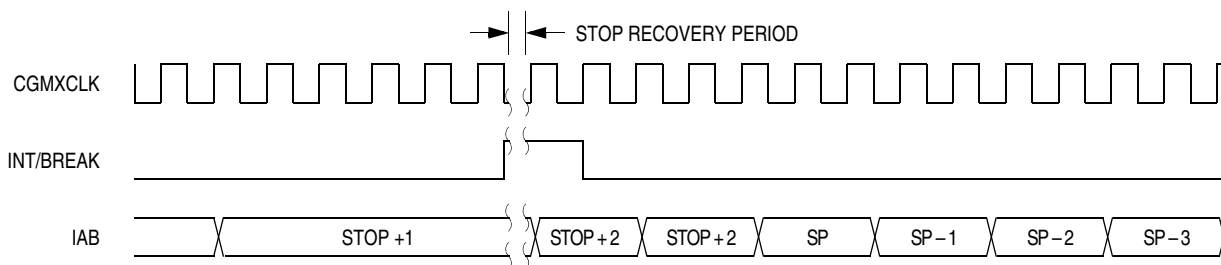 STOP RECOVERY PERIOD
CGMXCLK
INT/BREAK
IAB STOP +1 STOP + 2 STOP + 2 SP SP – 1 SP – 2 SP – 3